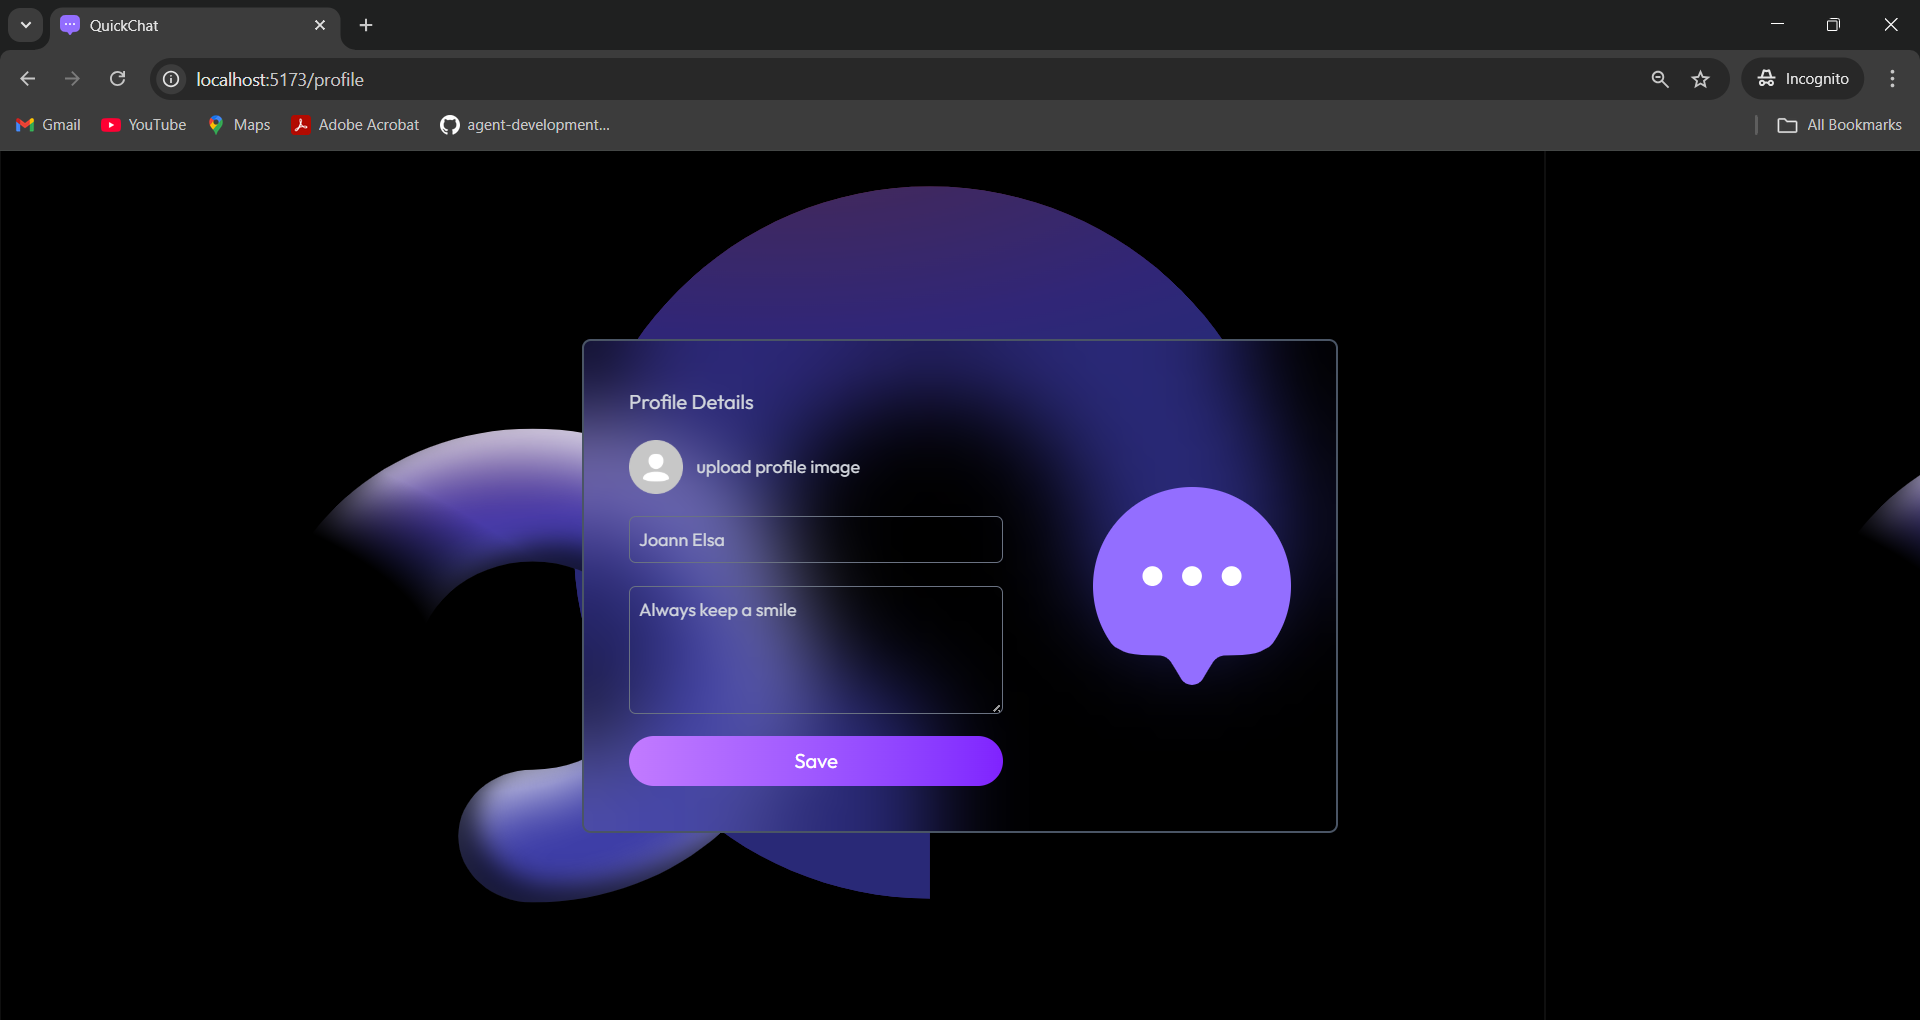 QuickChat
localhost:5173/profile
Incognito
Gmail
YouTube
Maps
Adobe Acrobat
agent-development...
All Bookmarks
Profile Details
upload profile image
Joann Elsa
Always keep a smile
Save